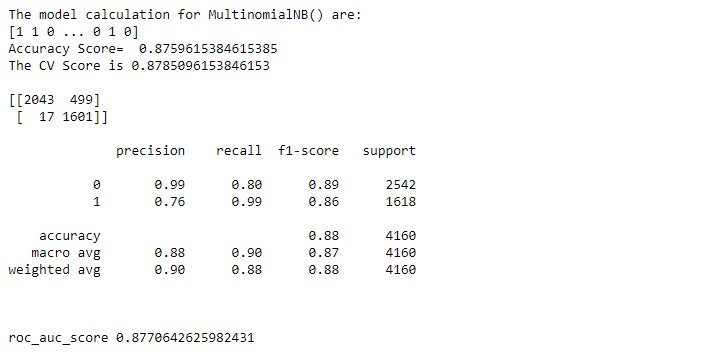 The model calculation for MultinomialNB() are:
[1 1 0 ... 0 1 0]
Accuracy Score=  0.8759615384615385
The CV Score is 0.8785096153846153
[[2043  499]
 [  17 1601]]
precision    recall  f1-score   support
0       0.99      0.80      0.89      2542
1       0.76      0.99      0.86      1618
accuracy                           0.88      4160
macro avg       0.88      0.90      0.87      4160
weighted avg       0.90      0.88      0.88      4160
roc_auc_score 0.8770642625982431